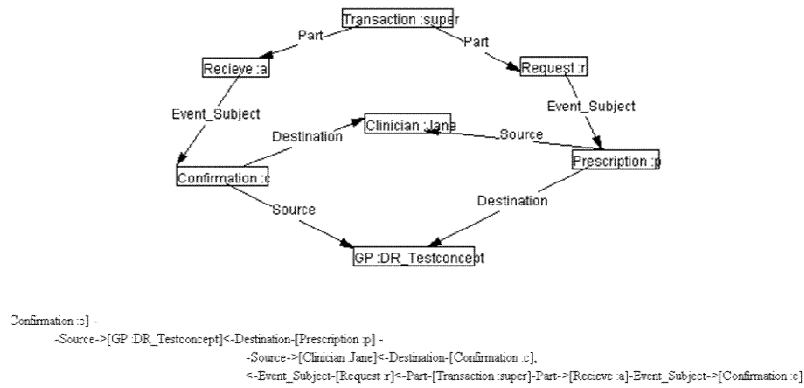 Transaction :super
Part
Part
Recieve :a
Request :r
Event_Subject
Event_Subject
Clinician :Jane
Destination
Source
Confirmation :c
Prescription :p
Source
Destination
GP :DR_Testconcept
Confirmation :c] -
-Source->[GP :DR_Testconcept]<-Destination-[Prescription :p] -
-Source->[Clinician :Jane]<-Destination-[Confirmation :c],
<-Event_Subject-[Request :r]<-Part-[Transaction :super]-Part->[Recieve :a]-Event_Subject->[Confirmation :c]